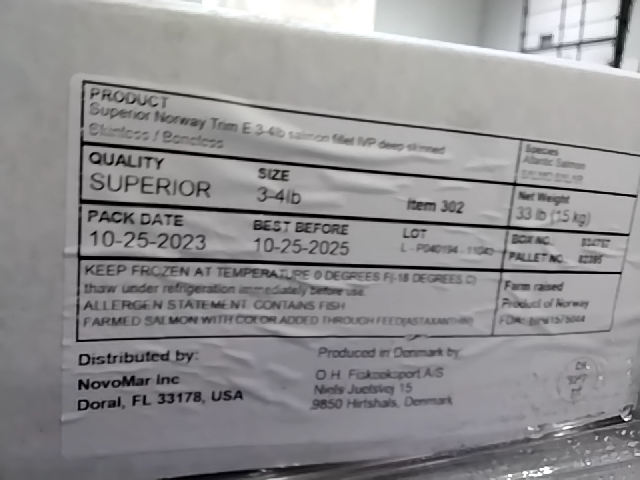 PRODUCT
Superior Norway Trim E 3-4lb salmon fillet IVP deep skinned
Skinless / Boneless
Species
Atlantic Salmon
SALMO SALAR
QUALITY
SUPERIOR
SIZE
3-4lb
Item 302
Net Weight
33 lb (15 kg)
PACK DATE
10-25-2023
BEST BEFORE
10-25-2025
LOT
BOX NO.
PALLET NO.
KEEP FROZEN AT TEMPERATURE 0 DEGREES F(-18 DEGREES C)
thaw under refrigeration immediately before use.
ALLERGEN STATEMENT: CONTAINS FISH
FARMED SALMON WITH COLOR ADDED THROUGH FEED(ASTAXANTHIN)
Farm raised
Product of Norway
Distributed by:
NovoMar Inc
Doral, FL 33178, USA
Produced in Denmark by
O.H. Fiskeeksport A/S
Niels Juelsvej 15
9850 Hirtshals, Denmark
DK